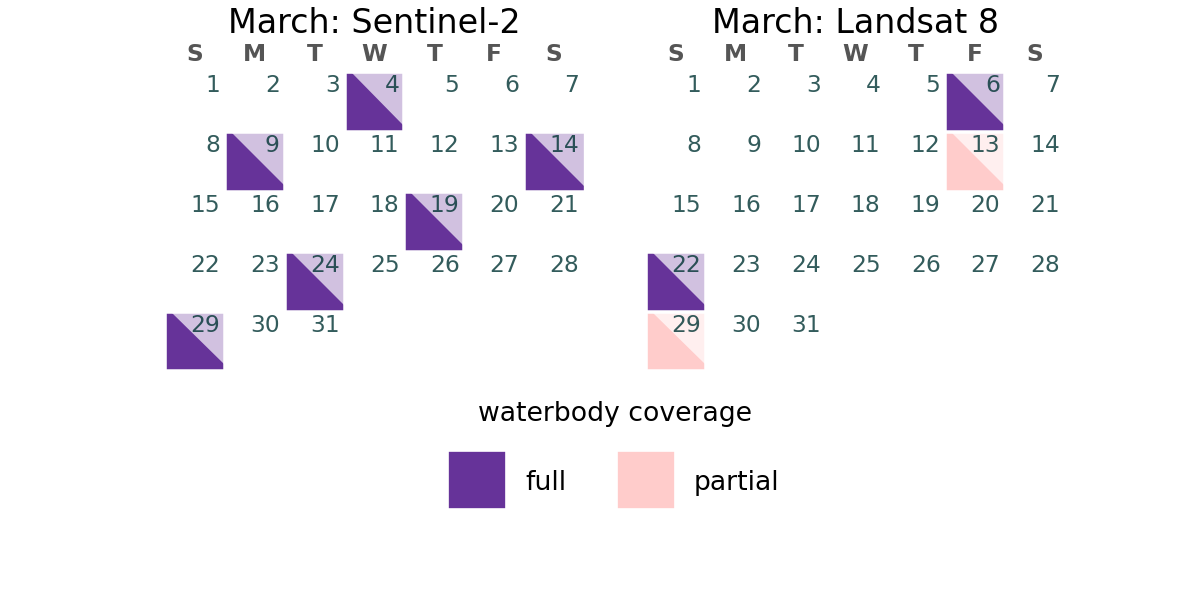 March: Sentinel-2
S M T W T F S
1 2 3 4 5 6 7
8 9 10 11 12 13 14
15 16 17 18 19 20 21
22 23 24 25 26 27 28
29 30 31
March: Landsat 8
S M T W T F S
1 2 3 4 5 6 7
8 9 10 11 12 13 14
15 16 17 18 19 20 21
22 23 24 25 26 27 28
29 30 31
waterbody coverage
full
partial